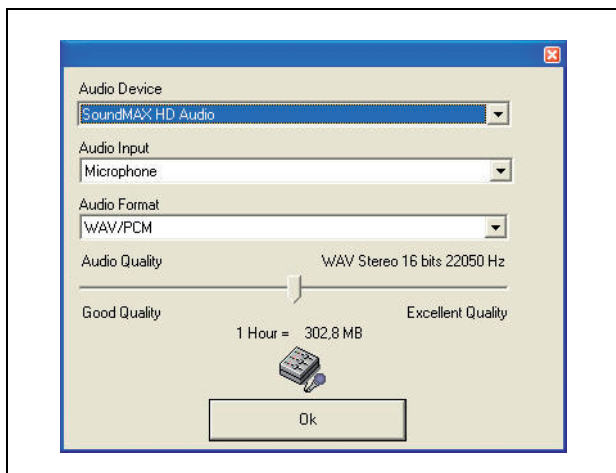 Audio Device
SoundMAX HD Audio
Audio Input
Microphone
Audio Format
WAV/PCM
Audio Quality WAV Stereo 16 bits 22050 Hz
Good Quality Excellent Quality
1 Hour = 302,8 MB
Ok